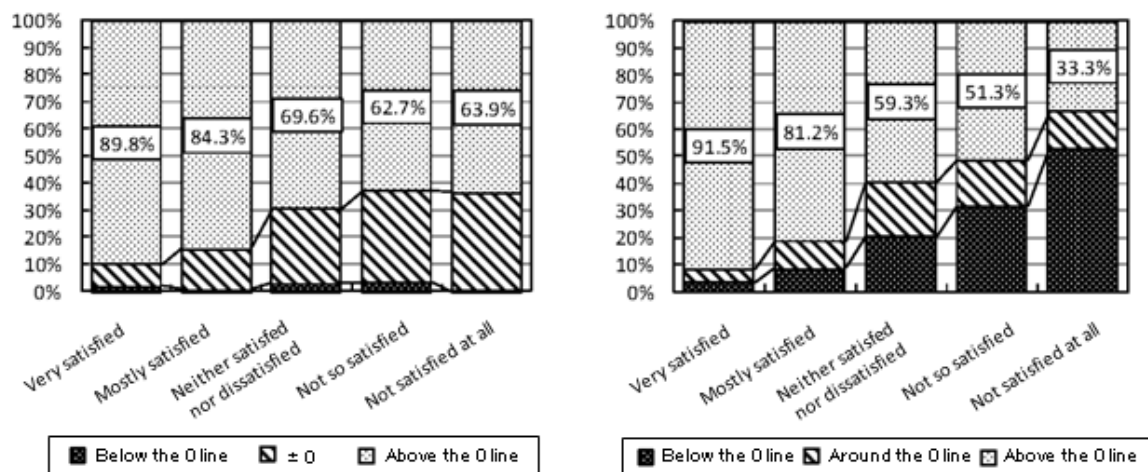 100%
90%
80%
70%
60%
50%
40%
30%
20%
10%
0%
89.8%
84.3%
69.6%
62.7%
63.9%
Very satisfied
Mostly satisfied
Neither satisfed
nor dissatisfied
Not so satisfied
Not satisfied at all
Below the 0 line ± 0 Above the 0 line
100%
90%
80%
70%
60%
50%
40%
30%
20%
10%
0%
91.5%
81.2%
59.3%
51.3%
33.3%
Very satisfied
Mostly satisfied
Neither satisfed
nor dissatisfied
Not so satisfied
Not satisfied at all
Below the 0 line Around the 0 line Above the 0 line